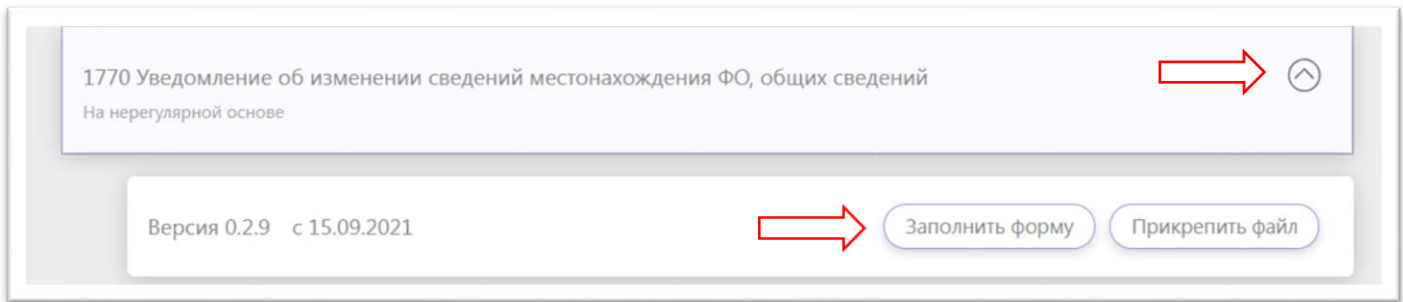 1770 Уведомление об изменении сведений местонахождения ФО, общих сведений
На нерегулярной основе
Версия 0.2.9 с 15.09.2021 Заполнить форму Прикрепить файл